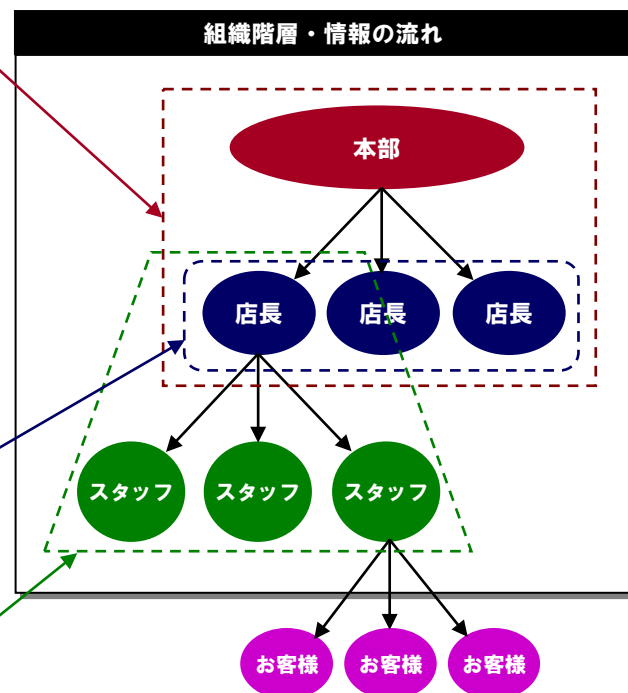 組織階層・情報の流れ
本部
店長
店長
店長
スタッフ
スタッフ
スタッフ
お客様
お客様
お客様